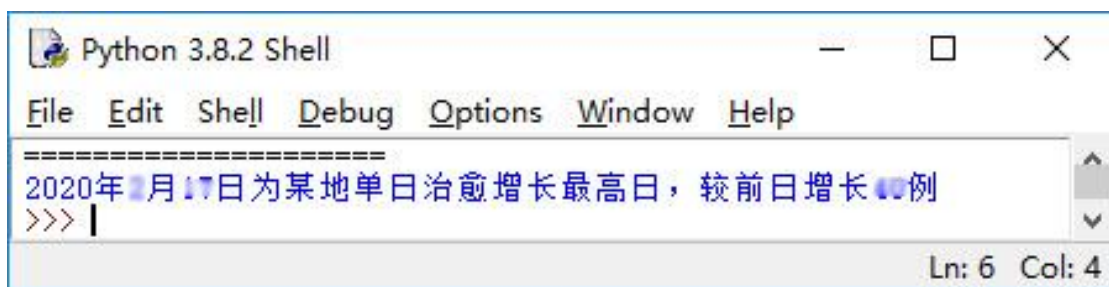 Python 3.8.2 Shell
File Edit Shell Debug Options Window Help
=====================
2020年 月 日为某地单日治愈增长最高日，较前日增长 例
>>>
Ln: 6 Col: 4